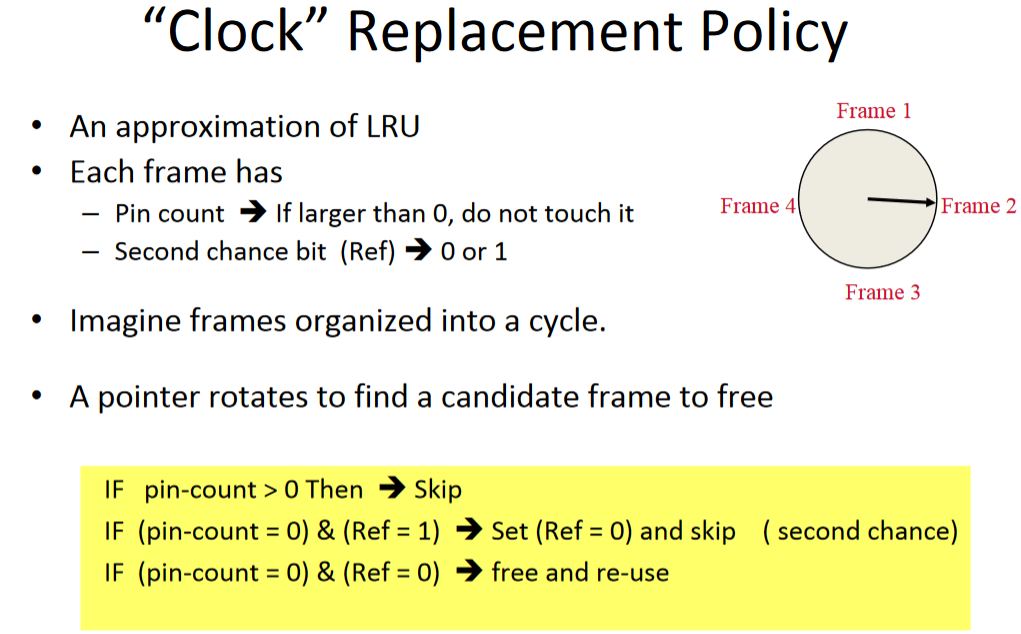 “Clock” Replacement Policy
• An approximation of LRU
• Each frame has
– Pin count ➔ If larger than 0, do not touch it
– Second chance bit (Ref) ➔ 0 or 1
• Imagine frames organized into a cycle.
• A pointer rotates to find a candidate frame to free
Frame 1
Frame 4
Frame 2
Frame 3
IF pin-count > 0 Then ➔ Skip
IF (pin-count = 0) & (Ref = 1) ➔ Set (Ref = 0) and skip ( second chance)
IF (pin-count = 0) & (Ref = 0) ➔ free and re-use